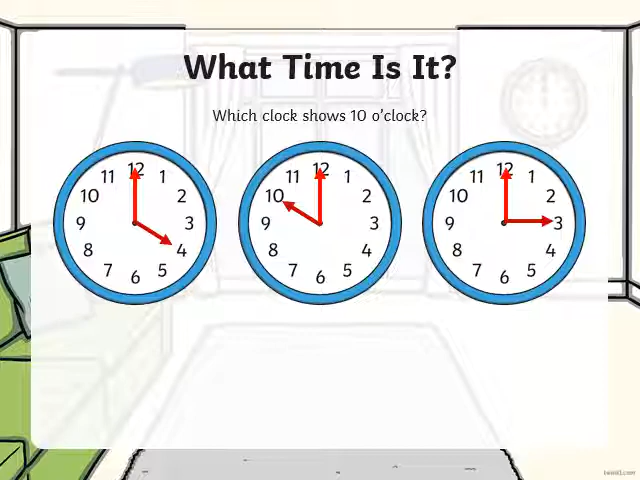 What Time Is It?
Which clock shows 10 o'clock?
12 12 12
11 1 11 1 11 1
10 2 10 2 10 2
9 3 9 3 9 3
8 4 8 4 8 4
7 5 7 5 7 5
6 6 6